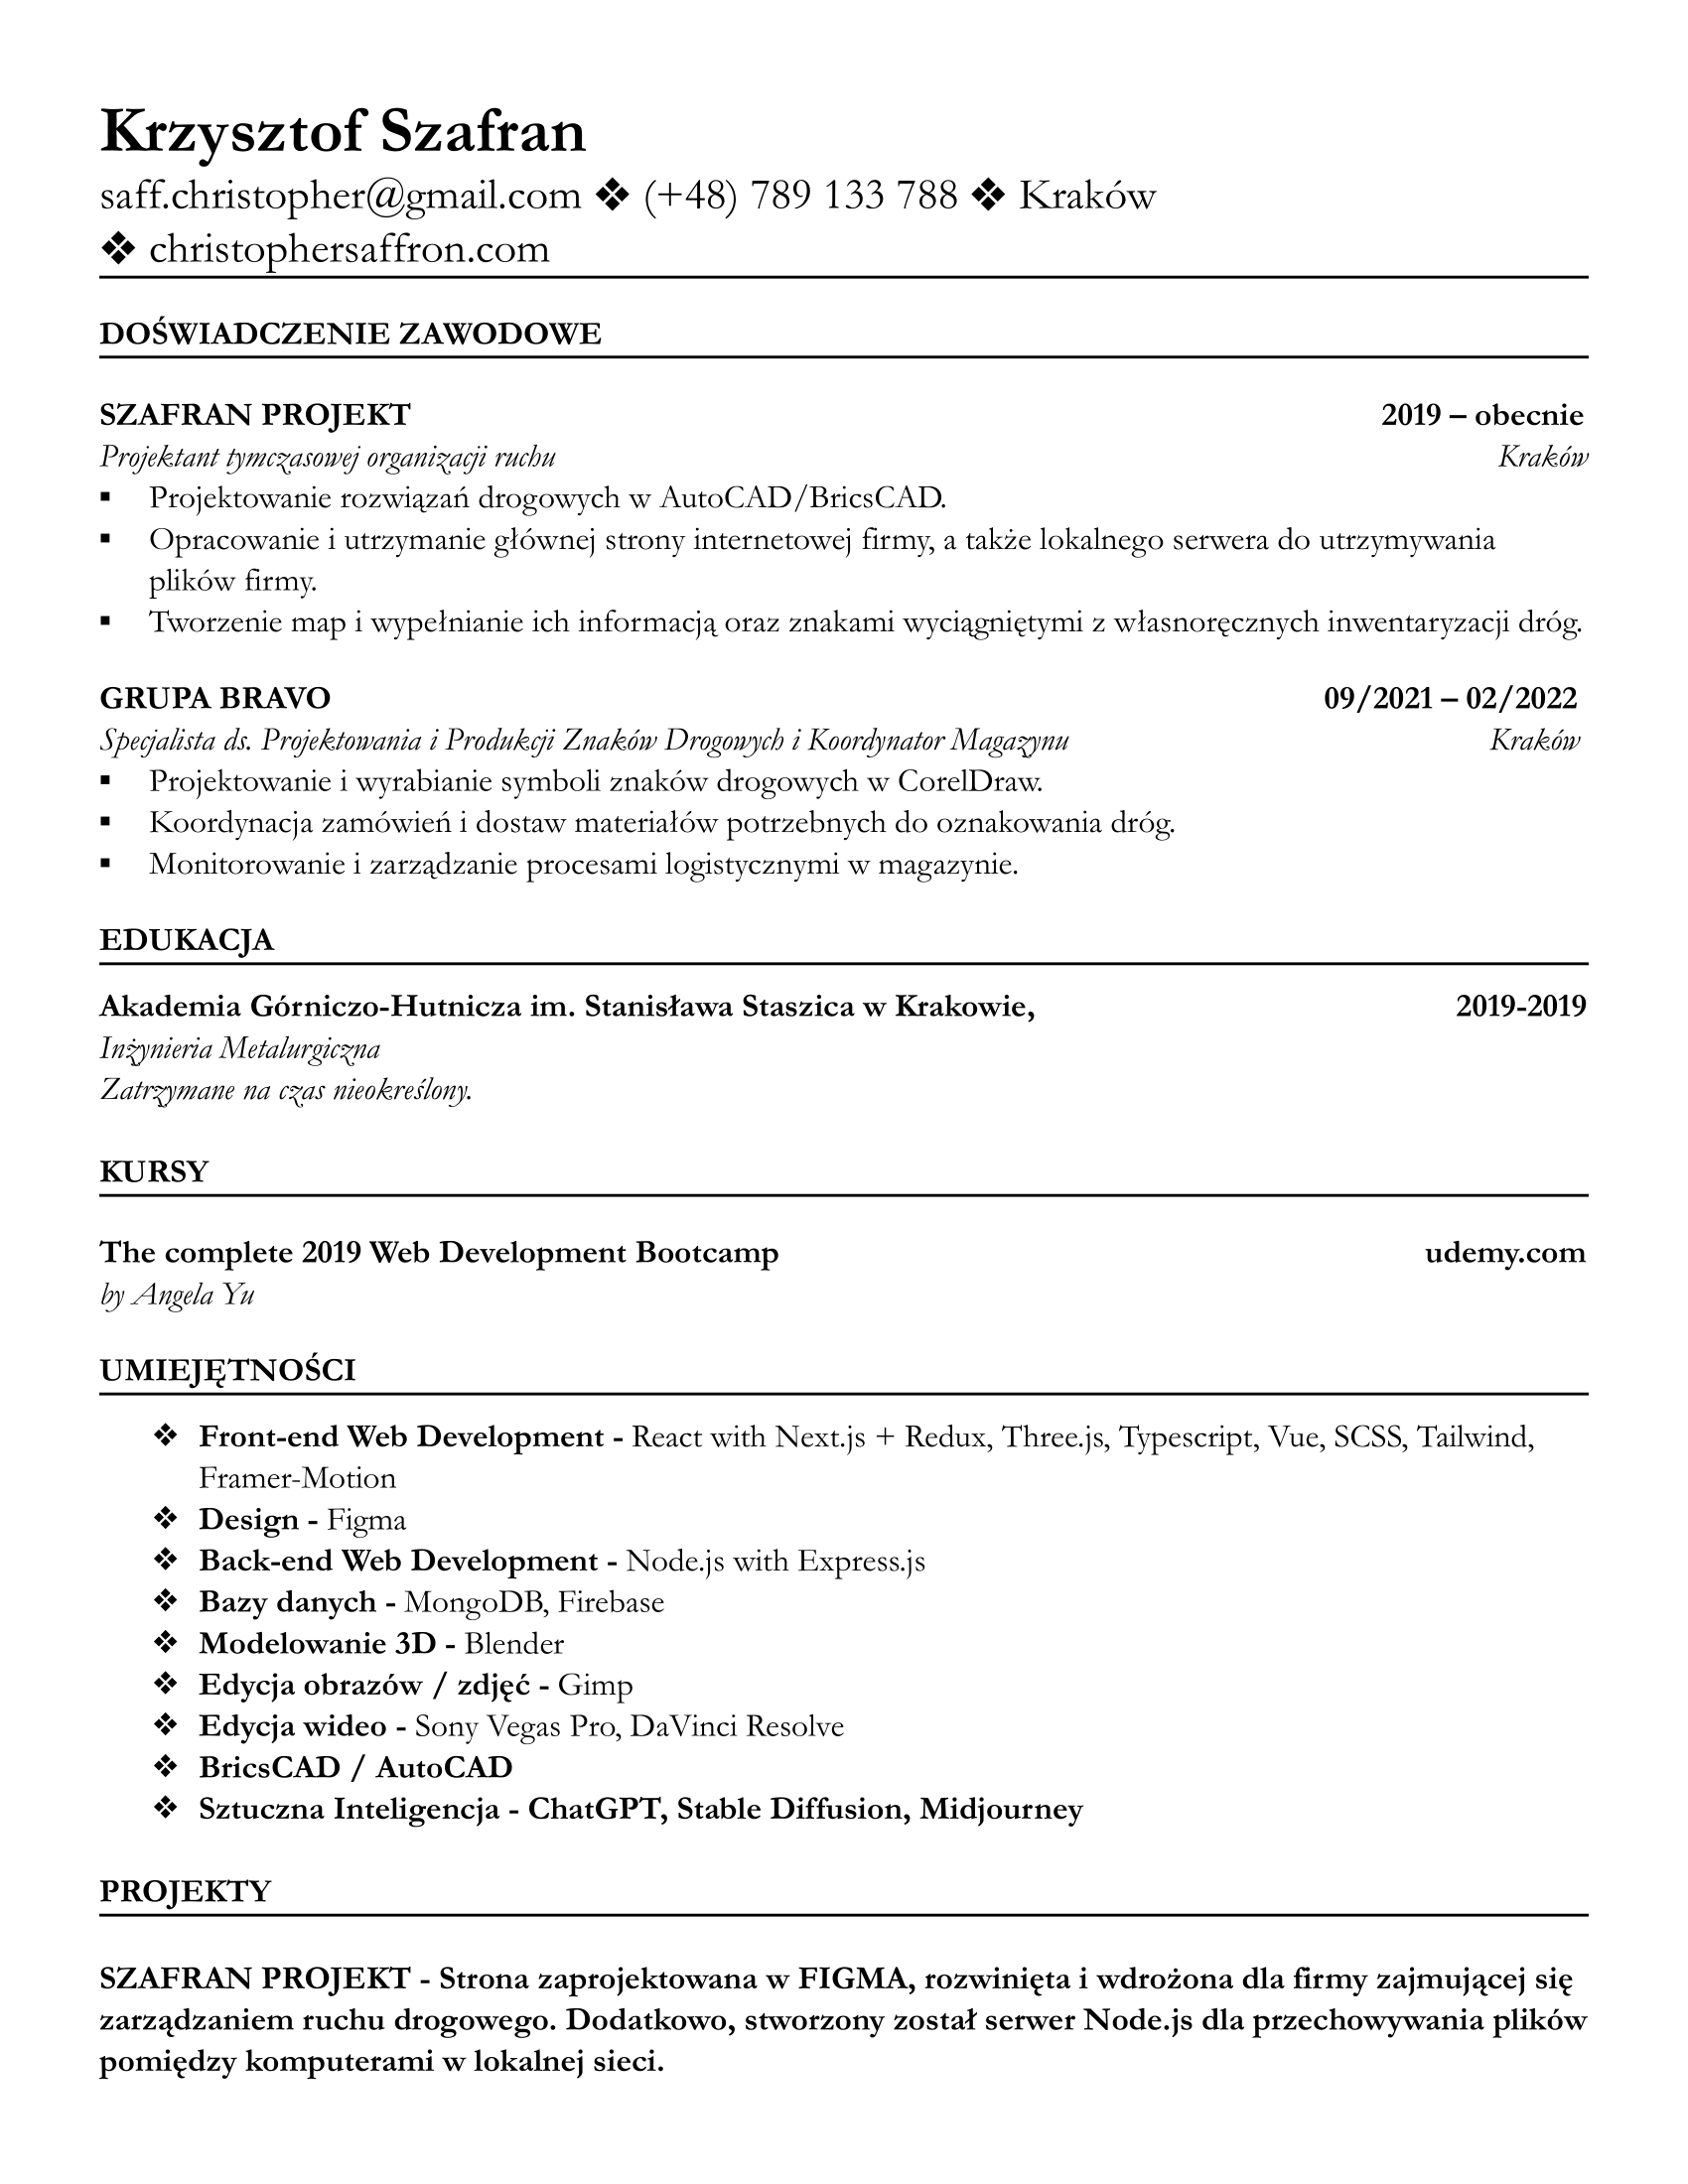 Krzysztof Szafran
saff.christopher@gmail.com ❖ (+48) 789 133 788 ❖ Kraków
❖ christophersaffron.com
DOŚWIADCZENIE ZAWODOWE
SZAFRAN PROJEKT 2019 – obecnie
Projektant tymczasowej organizacji ruchu Kraków
▪ Projektowanie rozwiązań drogowych w AutoCAD/BricsCAD.
▪ Opracowanie i utrzymanie głównej strony internetowej firmy, a także lokalnego serwera do utrzymywania
plików firmy.
▪ Tworzenie map i wypełnianie ich informacją oraz znakami wyciągniętymi z własnoręcznych inwentaryzacji dróg.
GRUPA BRAVO 09/2021 – 02/2022
Specjalista ds. Projektowania i Produkcji Znaków Drogowych i Koordynator Magazynu Kraków
▪ Projektowanie i wyrabianie symboli znaków drogowych w CorelDraw.
▪ Koordynacja zamówień i dostaw materiałów potrzebnych do oznakowania dróg.
▪ Monitorowanie i zarządzanie procesami logistycznymi w magazynie.
EDUKACJA
Akademia Górniczo-Hutnicza im. Stanisława Staszica w Krakowie, 2019-2019
Inżynieria Metalurgiczna
Zatrzymane na czas nieokreślony.
KURSY
The complete 2019 Web Development Bootcamp udemy.com
by Angela Yu
UMIEJĘTNOŚCI
❖ Front-end Web Development - React with Next.js + Redux, Three.js, Typescript, Vue, SCSS, Tailwind,
Framer-Motion
❖ Design - Figma
❖ Back-end Web Development - Node.js with Express.js
❖ Bazy danych - MongoDB, Firebase
❖ Modelowanie 3D - Blender
❖ Edycja obrazów / zdjęć - Gimp
❖ Edycja wideo - Sony Vegas Pro, DaVinci Resolve
❖ BricsCAD / AutoCAD
❖ Sztuczna Inteligencja - ChatGPT, Stable Diffusion, Midjourney
PROJEKTY
SZAFRAN PROJEKT - Strona zaprojektowana w FIGMA, rozwinięta i wdrożona dla firmy zajmującej się
zarządzaniem ruchu drogowego. Dodatkowo, stworzony został serwer Node.js dla przechowywania plików
pomiędzy komputerami w lokalnej sieci.